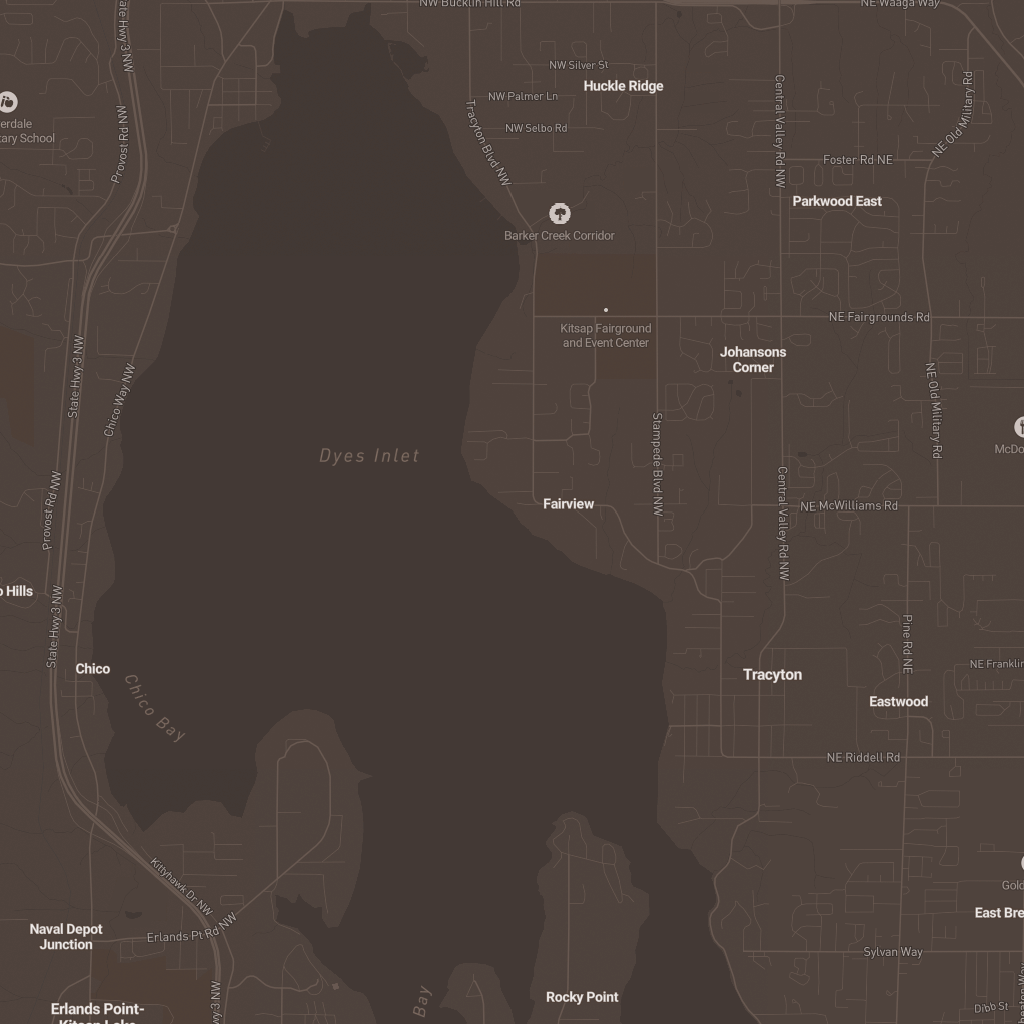 NW Bucklin Hill Rd
NE Waaga Way
State Hwy 3 NW
NW Silver St
Huckle Ridge
NW Palmer Ln
Tracyton Blvd NW
Central Valley Rd NW
NE Old Military Rd
erdale
tary School
NW Selbo Rd
Provost Rd NW
Foster Rd NE
Parkwood East
Barker Creek Corridor
NE Fairgrounds Rd
Kitsap Fairground
and Event Center
Johansons
Corner
State Hwy 3 NW
Chico Way NW
NE Old Military Rd
McDo
Dyes Inlet
Stampede Blvd NW
Provost Rd NW
Fairview
Central Valley Rd NW
NE McWilliams Rd
o Hills
State Hwy 3 NW
Pine Rd NE
Chico
NE Franklin
Chico Bay
Tracyton
Eastwood
NE Riddell Rd
Kittyhawk Dr NW
Gold
East Bre
Naval Depot
Junction
Erlands Pt Rd NW
Sylvan Way
Rocky Point
Bay
wy 3 NW
Erlands Point-
Kitsap Lake
Dibb St